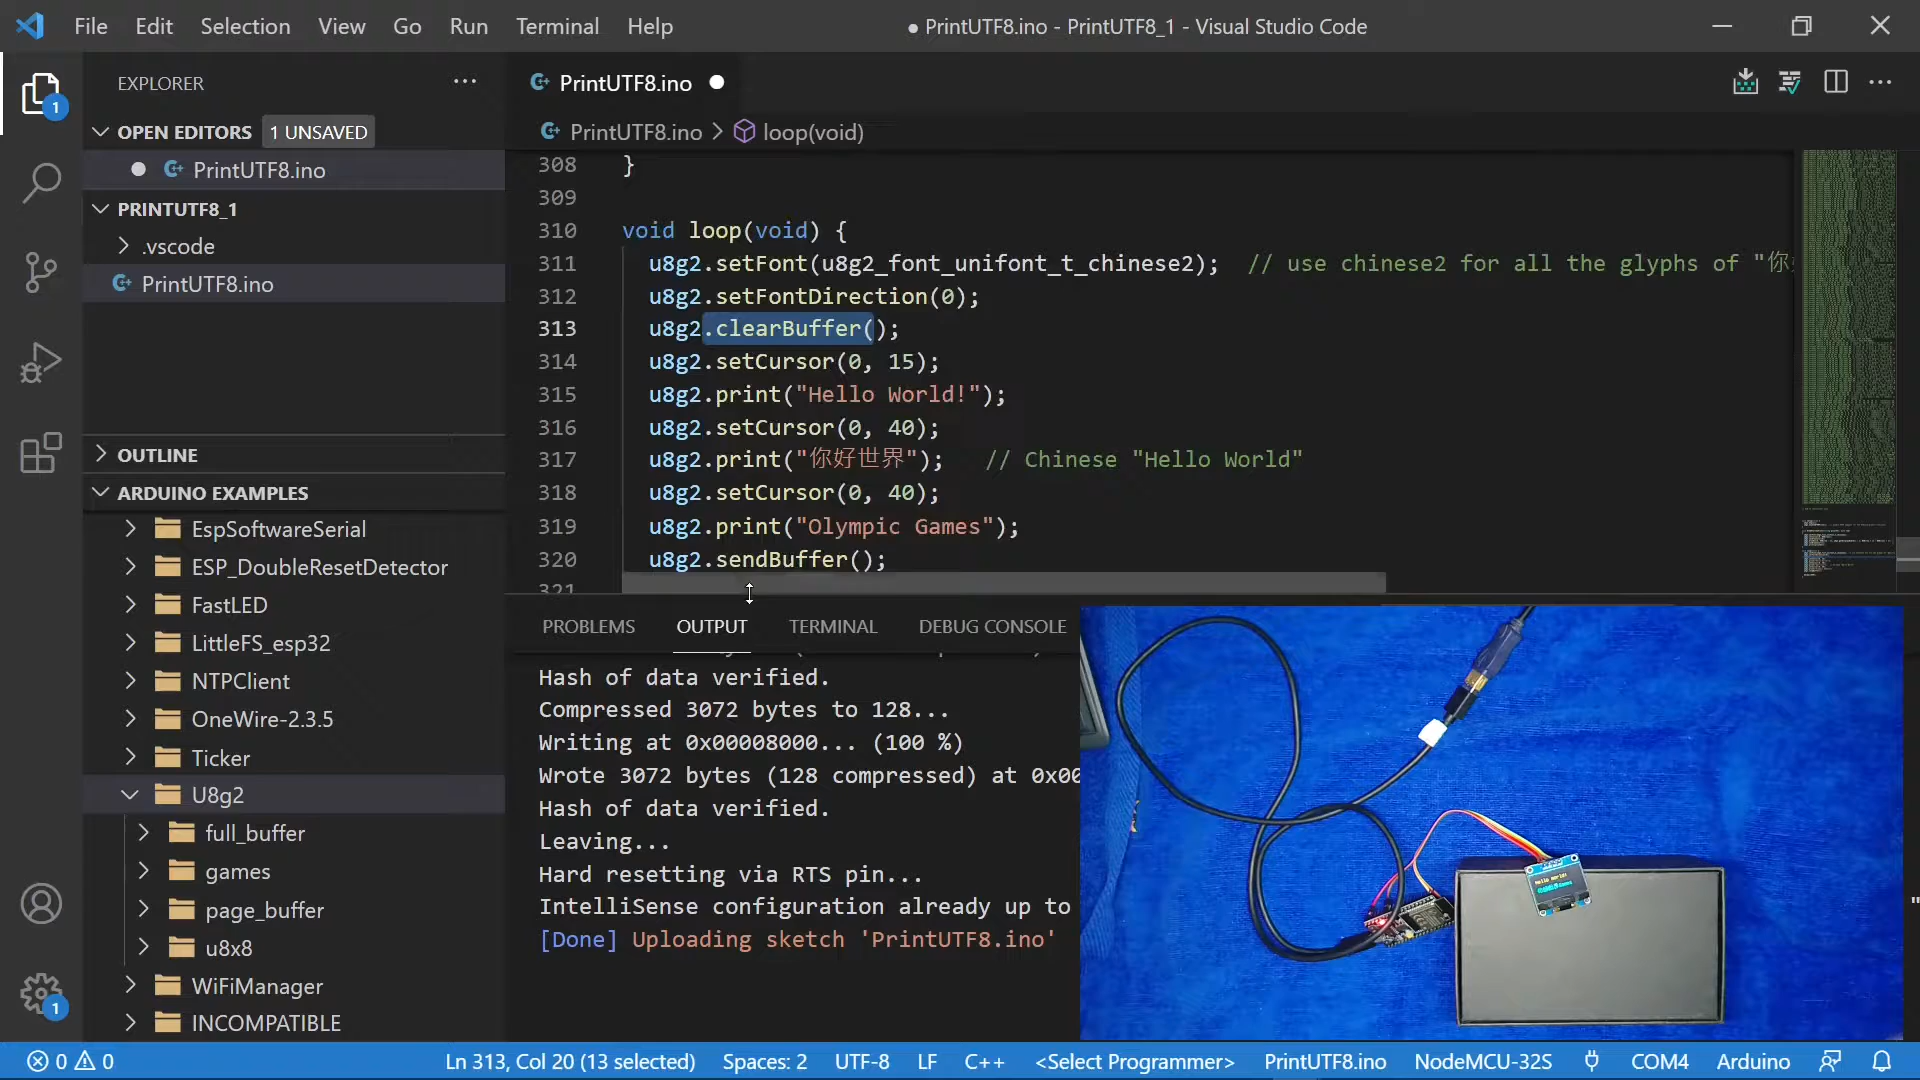 File Edit Selection View Go Run Terminal Help
● PrintUTF8.ino - PrintUTF8_1 - Visual Studio Code
EXPLORER
PrintUTF8.ino
1
OPEN EDITORS 1 UNSAVED
PrintUTF8.ino > loop(void)
PrintUTF8.ino
PRINTUTF8_1
.vscode
PrintUTF8.ino
308 }
309
310 void loop(void) {
311 u8g2.setFont(u8g2_font_unifont_t_chinese2); // use chinese2 for all the glyphs of "你
312 u8g2.setFontDirection(0);
313 u8g2.clearBuffer();
314 u8g2.setCursor(0, 15);
315 u8g2.print("Hello World!");
316 u8g2.setCursor(0, 40);
317 u8g2.print("你好世界"); // Chinese "Hello World"
318 u8g2.setCursor(0, 40);
319 u8g2.print("Olympic Games");
320 u8g2.sendBuffer();
321
OUTLINE
ARDUINO EXAMPLES
EspSoftwareSerial
ESP_DoubleResetDetector
FastLED
LittleFS_esp32
NTPClient
OneWire-2.3.5
Ticker
U8g2
full_buffer
games
page_buffer
u8x8
WiFiManager
INCOMPATIBLE
1
PROBLEMS OUTPUT TERMINAL DEBUG CONSOLE
Hash of data verified.
Compressed 3072 bytes to 128...
Writing at 0x00008000... (100 %)
Wrote 3072 bytes (128 compressed) at 0x00
Hash of data verified.
Leaving...
Hard resetting via RTS pin...
IntelliSense configuration already up to
[Done] Uploading sketch 'PrintUTF8.ino'
Hello World!
0 0 Ln 313, Col 20 (13 selected) Spaces: 2 UTF-8 LF C++ <Select Programmer> PrintUTF8.ino NodeMCU-32S COM4 Arduino